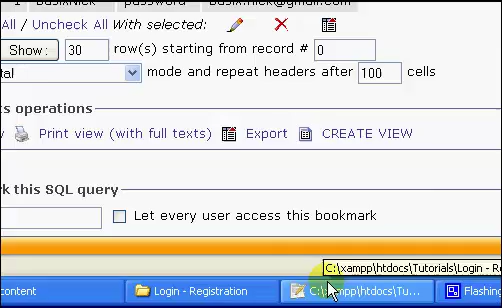 1 basixNick password basix.nick@gmail.com
All / Uncheck All With selected:
Show: 30 row(s) starting from record # 0
tal mode and repeat headers after 100 cells
ts operations
Print view (with full texts) Export CREATE VIEW
rk this SQL query
Let every user access this bookmark
C:\xampp\htdocs\Tutorials\Login - Re
content Login - Registration C:\xampp\htdocs\Tu... Flashing